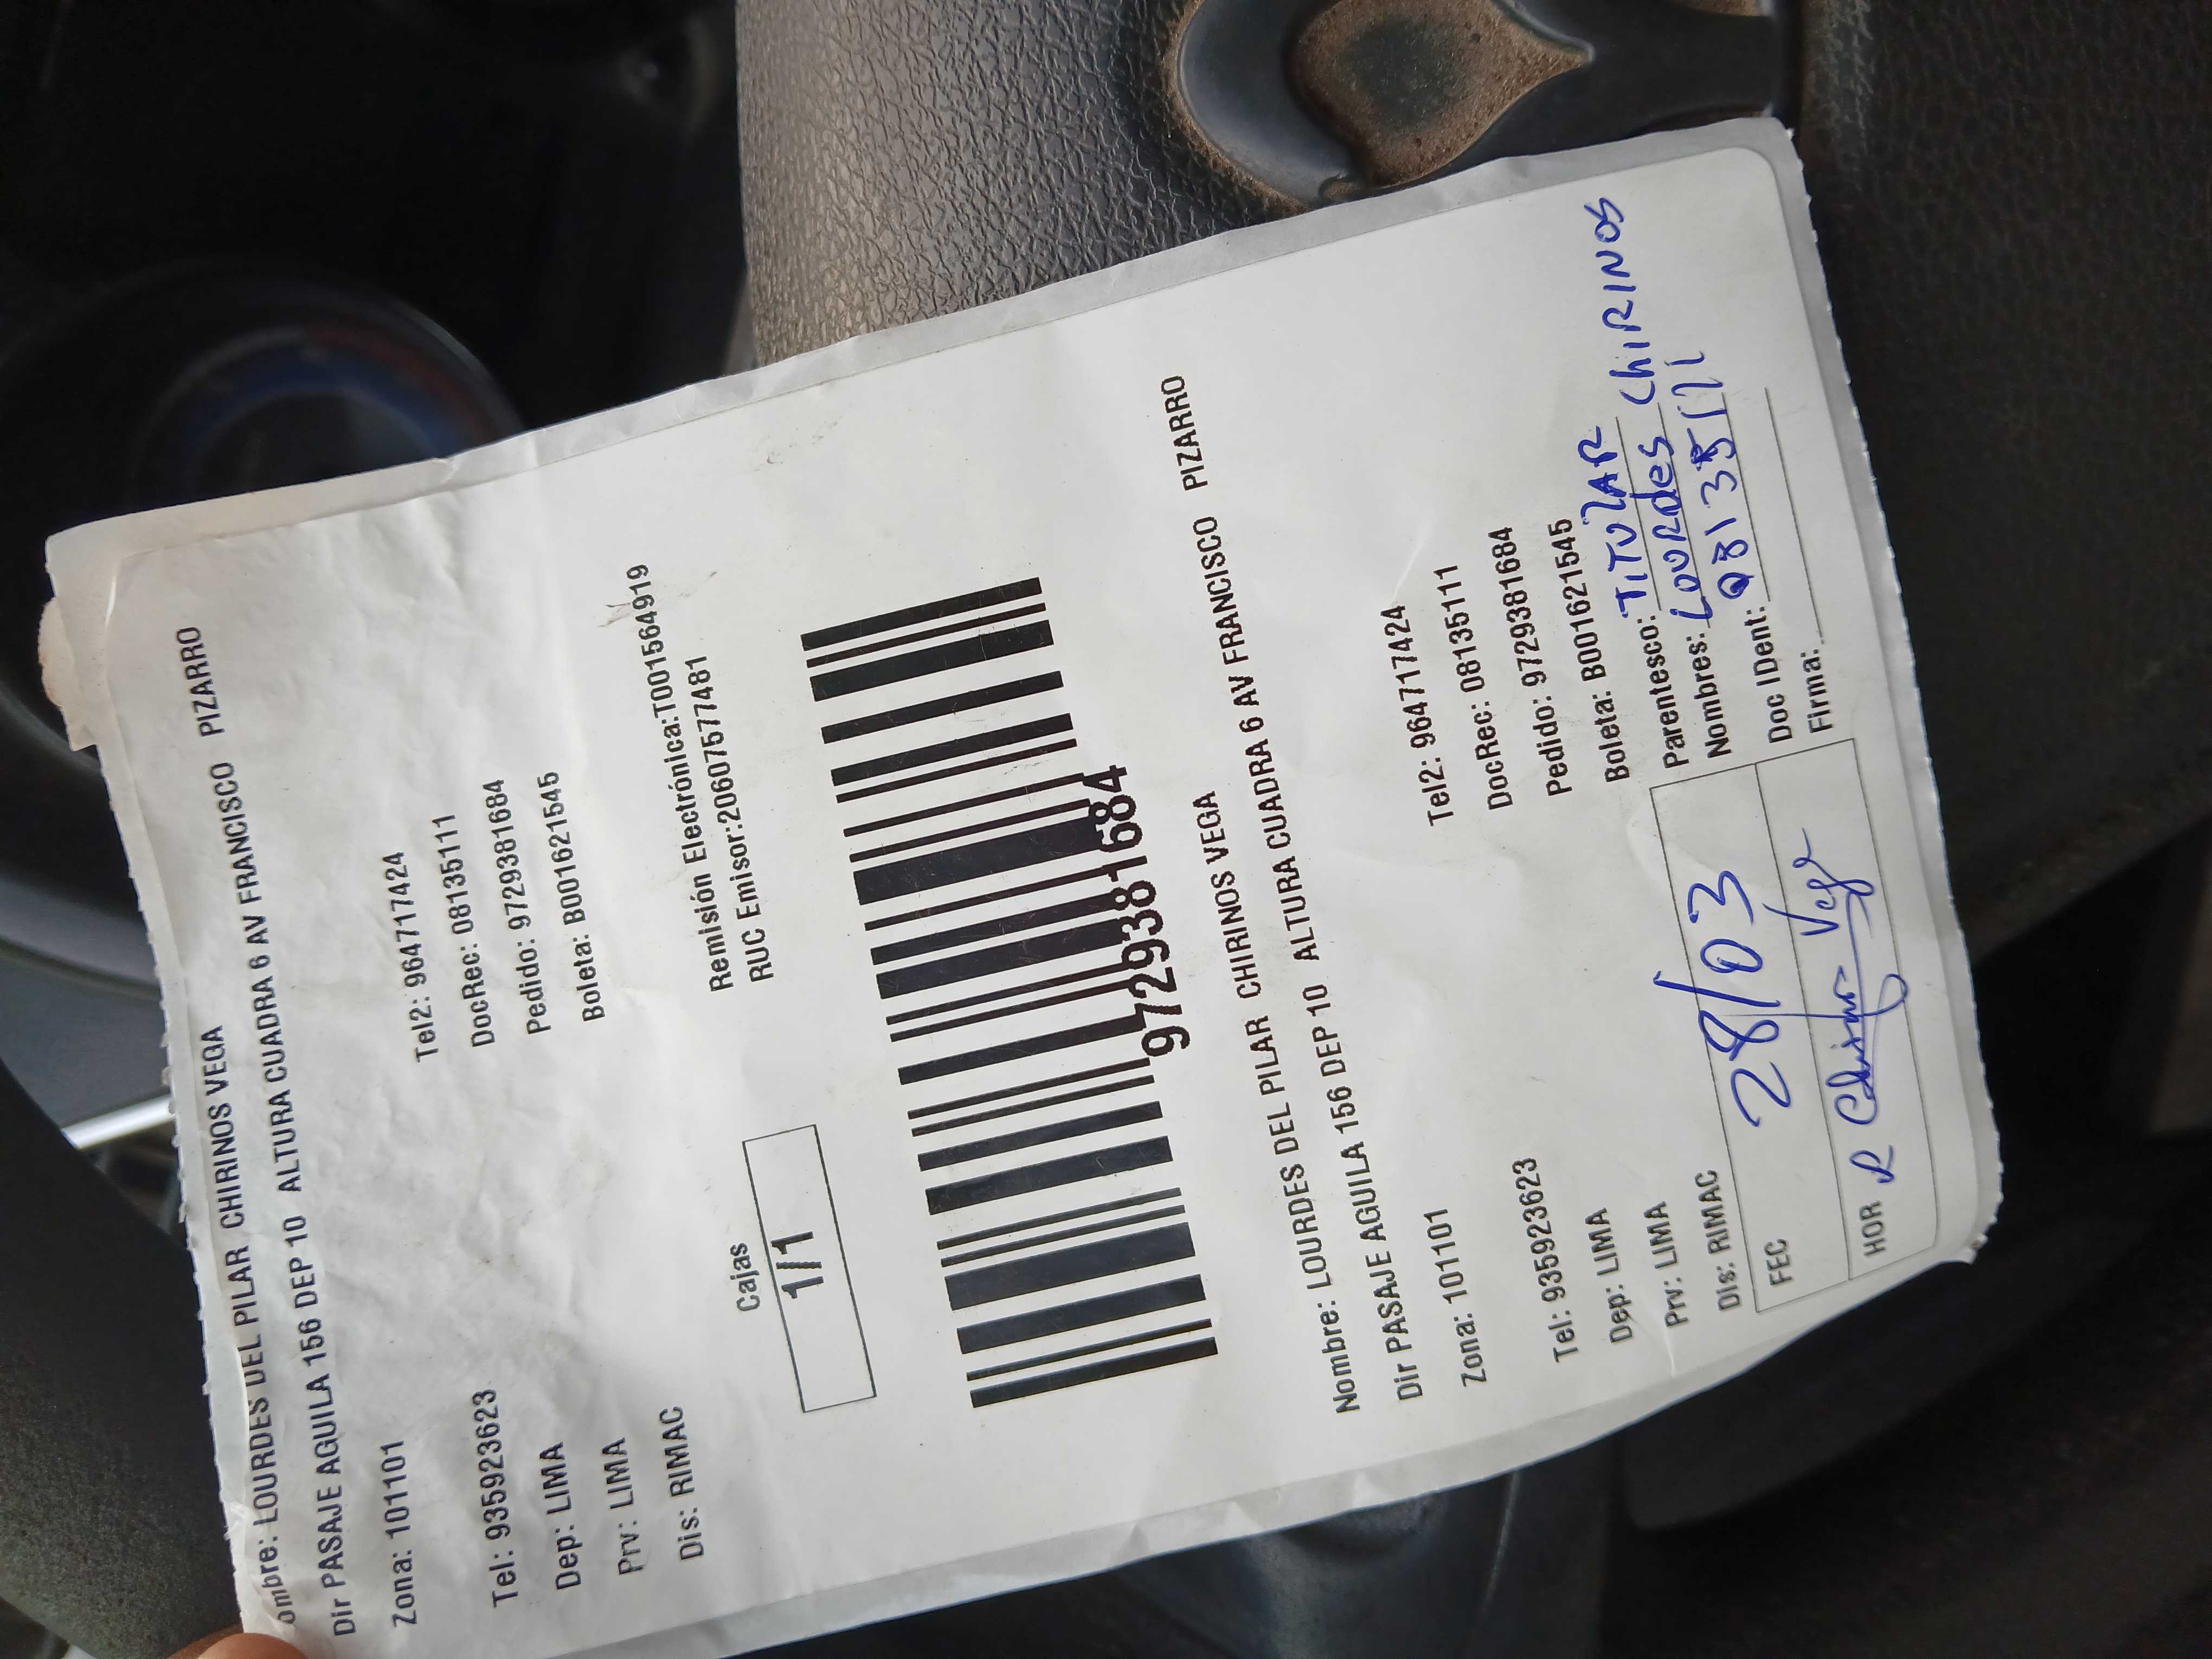 ombre: LOURDES DEL PILAR CHIRINOS VEGA
Dir PASAJE AGUILA 156 DEP 10 ALTURA CUADRA 6 AV FRANCISCO PIZARRO
Zona: 101101
Tel: 935923623 Tel2: 964717424
Dep: LIMA DocRec: 08135111
Prv: LIMA Pedido: 9729381684
Dis: RIMAC Boleta: B001621545
Cajas
1/1
Remisión Electrónica:T001564919
RUC Emisor:20607577481
9729381684
Nombre: LOURDES DEL PILAR CHIRINOS VEGA
Dir PASAJE AGUILA 156 DEP 10 ALTURA CUADRA 6 AV FRANCISCO PIZARRO
Zona: 101101
Tel: 935923623 Tel2: 964717424
Dep: LIMA DocRec: 08135111
Prv: LIMA Pedido: 9729381684
Dis: RIMAC Boleta: B001621545
FEC 28/03 Parentesco: TITULAR
Nombres: Lourdes ChIRINOS
HOR Doc IDent:
Firma: